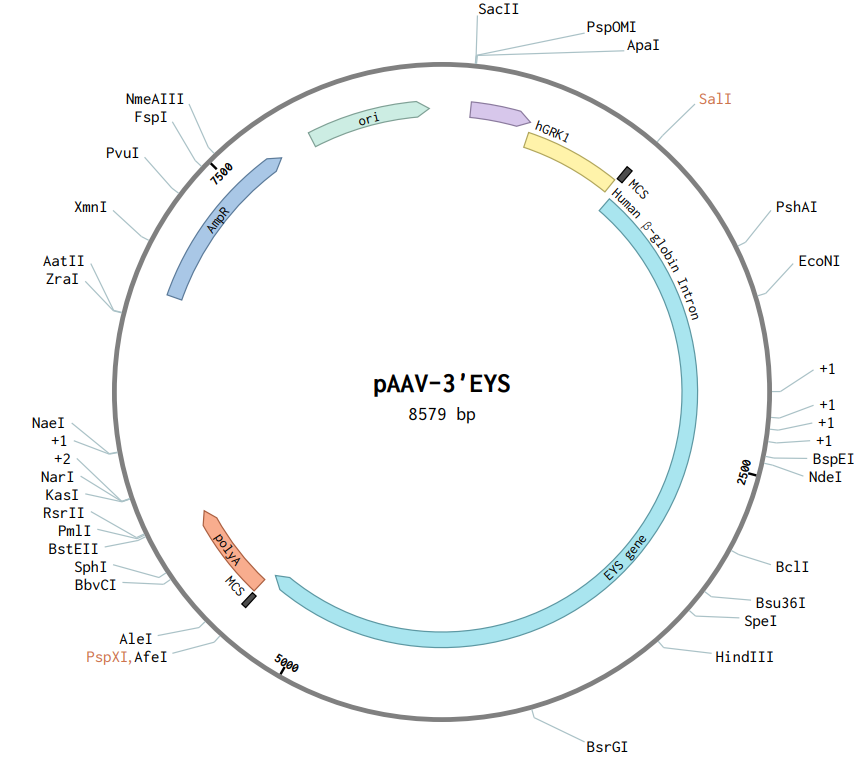 SacII
PspOMI
ApaI
SalI
NmeAIII
FspI
PvuI
XmnI
AatII
ZraI
7500
ori
AmpR
hGRK1
MCS
Human β-globin Intron
PshAI
EcoNI
pAAV-3'EYS
8579 bp
+1
+1
+1
+1
BspEI
NdeI
2500
NaeI
+1
+2
NarI
KasI
RsrII
PmlI
BstEII
SphI
BbvCI
polyA
MCS
EYS gene
BclI
Bsu36I
SpeI
HindIII
AleI
PspXI,AfeI
5000
BsrGI